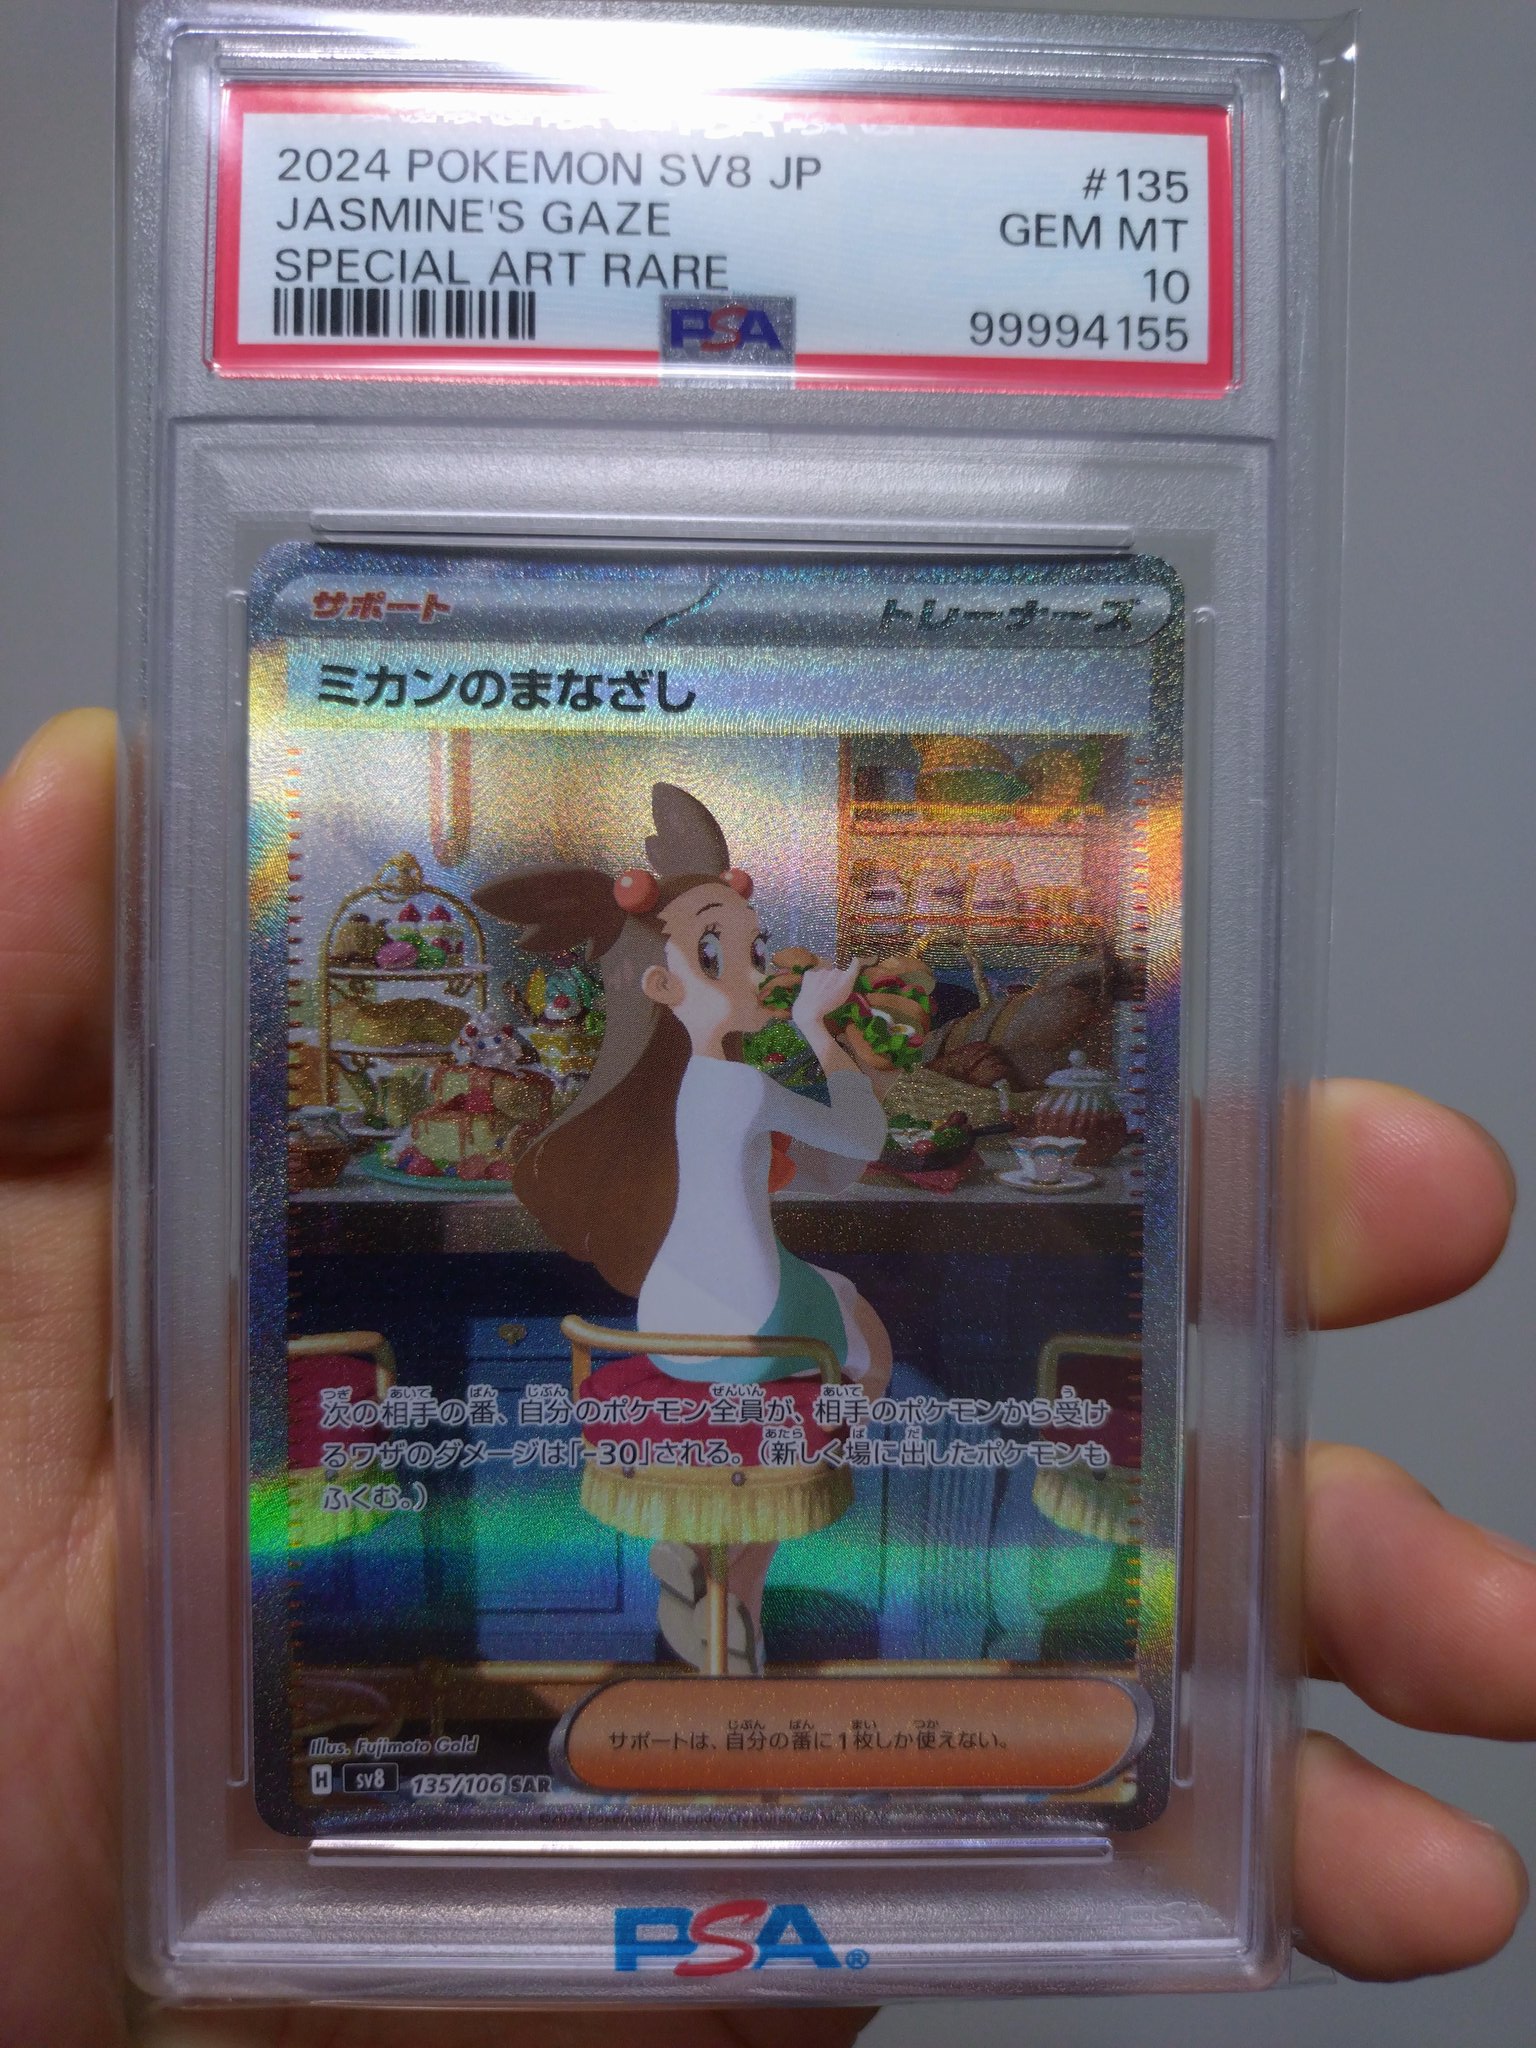 2024 POKEMON SV8 JP #135
JASMINE'S GAZE GEM MT
SPECIAL ART RARE 10
PSA 99994155
サポート トレーナーズ
ミカンのまなざし
次の相手の番、自分のポケモン全員が、相手のポケモンから受け
るワザのダメージは「-30」される。(新しく場に出したポケモンも
ふくむ。)
サポートは、自分の番に1枚しか使えない。
Illus. Fujimoto Gold
H SV8 135/106 SAR
©2024 Pokémon/Nintendo/Creatures/GAME FREAK
PSA®